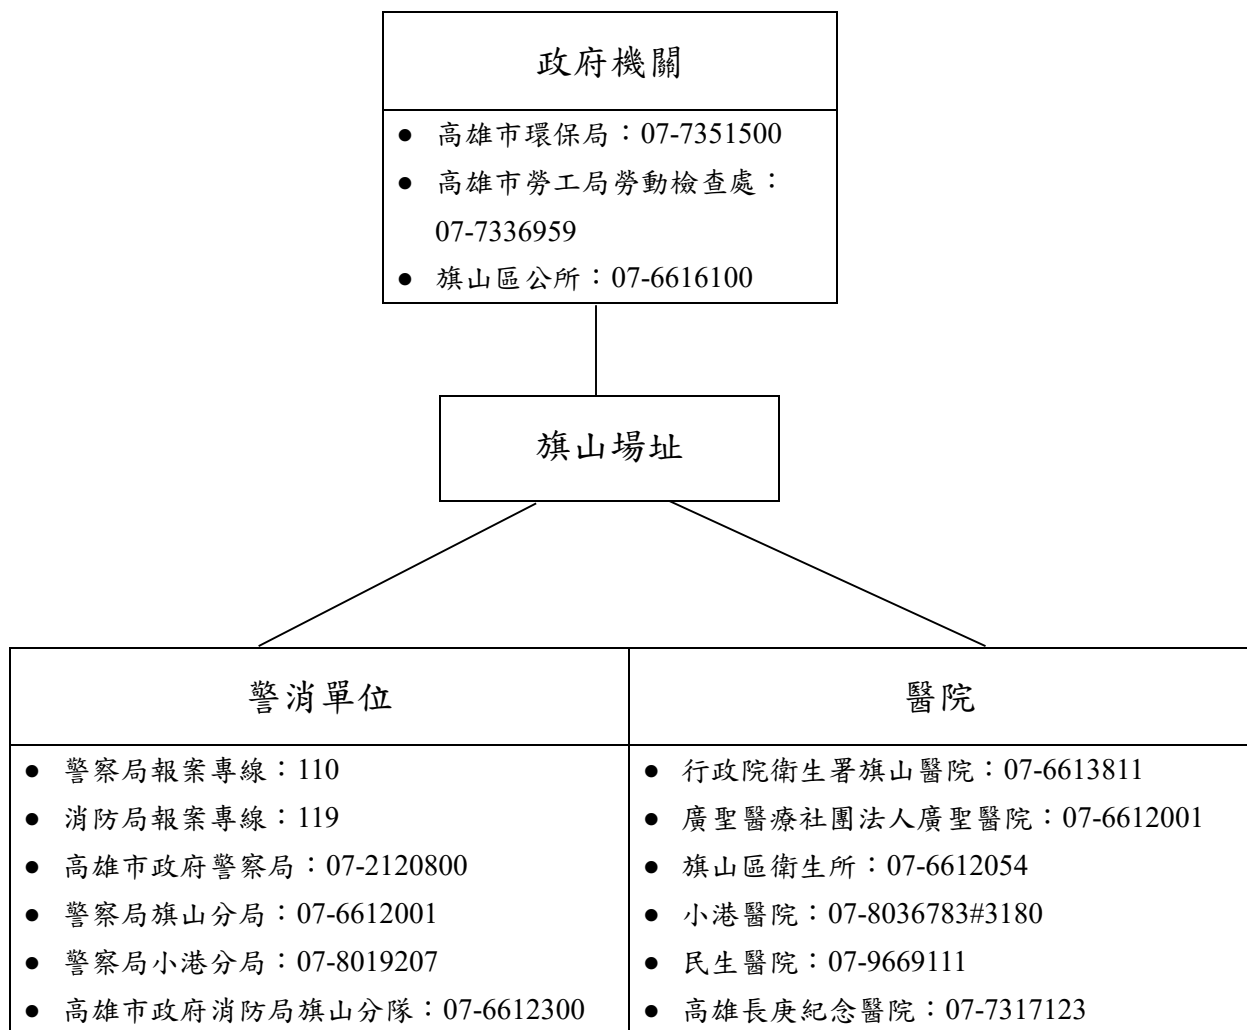 政府機關
● 高雄市環保局：07-7351500
● 高雄市勞工局勞動檢查處：
07-7336959
● 旗山區公所：07-6616100
旗山場址
警消單位
● 警察局報案專線：110
● 消防局報案專線：119
● 高雄市政府警察局：07-2120800
● 警察局旗山分局：07-6612001
● 警察局小港分局：07-8019207
● 高雄市政府消防局旗山分隊：07-6612300
醫院
● 行政院衛生署旗山醫院：07-6613811
● 廣聖醫療社團法人廣聖醫院：07-6612001
● 旗山區衛生所：07-6612054
● 小港醫院：07-8036783#3180
● 民生醫院：07-9669111
● 高雄長庚紀念醫院：07-7317123